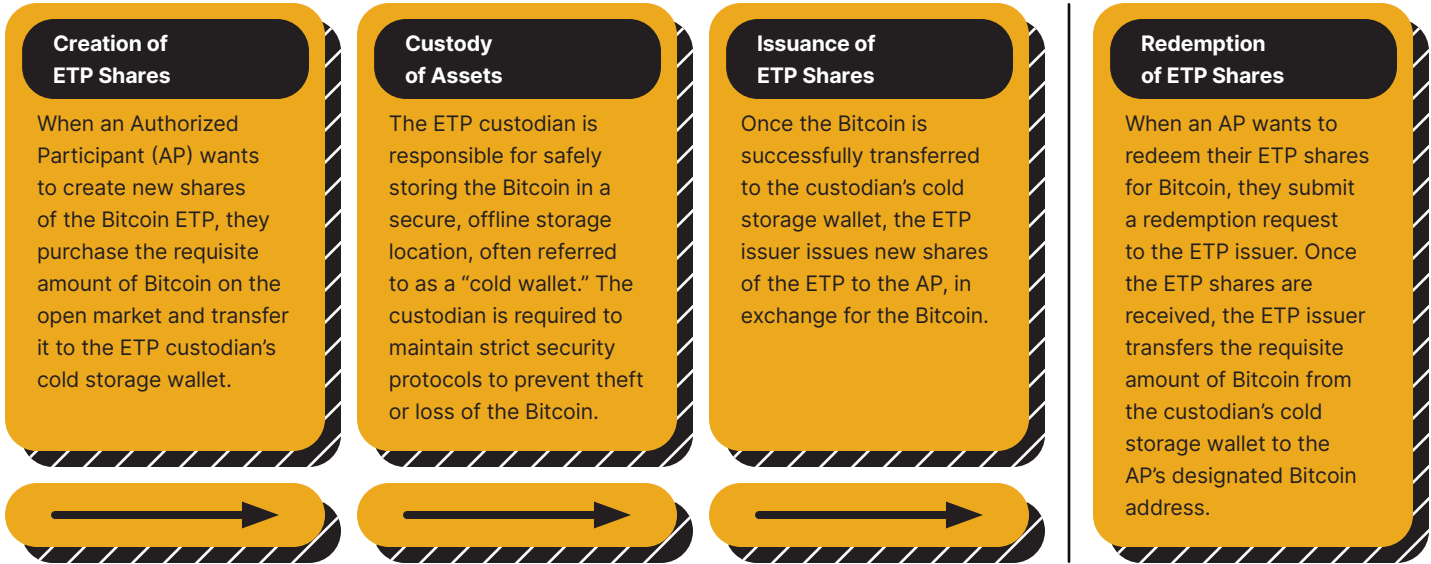 Creation of
ETP Shares
When an Authorized
Participant (AP) wants
to create new shares
of the Bitcoin ETP, they
purchase the requisite
amount of Bitcoin on the
open market and transfer
it to the ETP custodian’s
cold storage wallet.
Custody
of Assets
The ETP custodian is
responsible for safely
storing the Bitcoin in a
secure, offline storage
location, often referred
to as a “cold wallet.” The
custodian is required to
maintain strict security
protocols to prevent theft
or loss of the Bitcoin.
Issuance of
ETP Shares
Once the Bitcoin is
successfully transferred
to the custodian’s cold
storage wallet, the ETP
issuer issues new shares
of the ETP to the AP, in
exchange for the Bitcoin.
Redemption
of ETP Shares
When an AP wants to
redeem their ETP shares
for Bitcoin, they submit
a redemption request
to the ETP issuer. Once
the ETP shares are
received, the ETP issuer
transfers the requisite
amount of Bitcoin from
the custodian’s cold
storage wallet to the
AP’s designated Bitcoin
address.